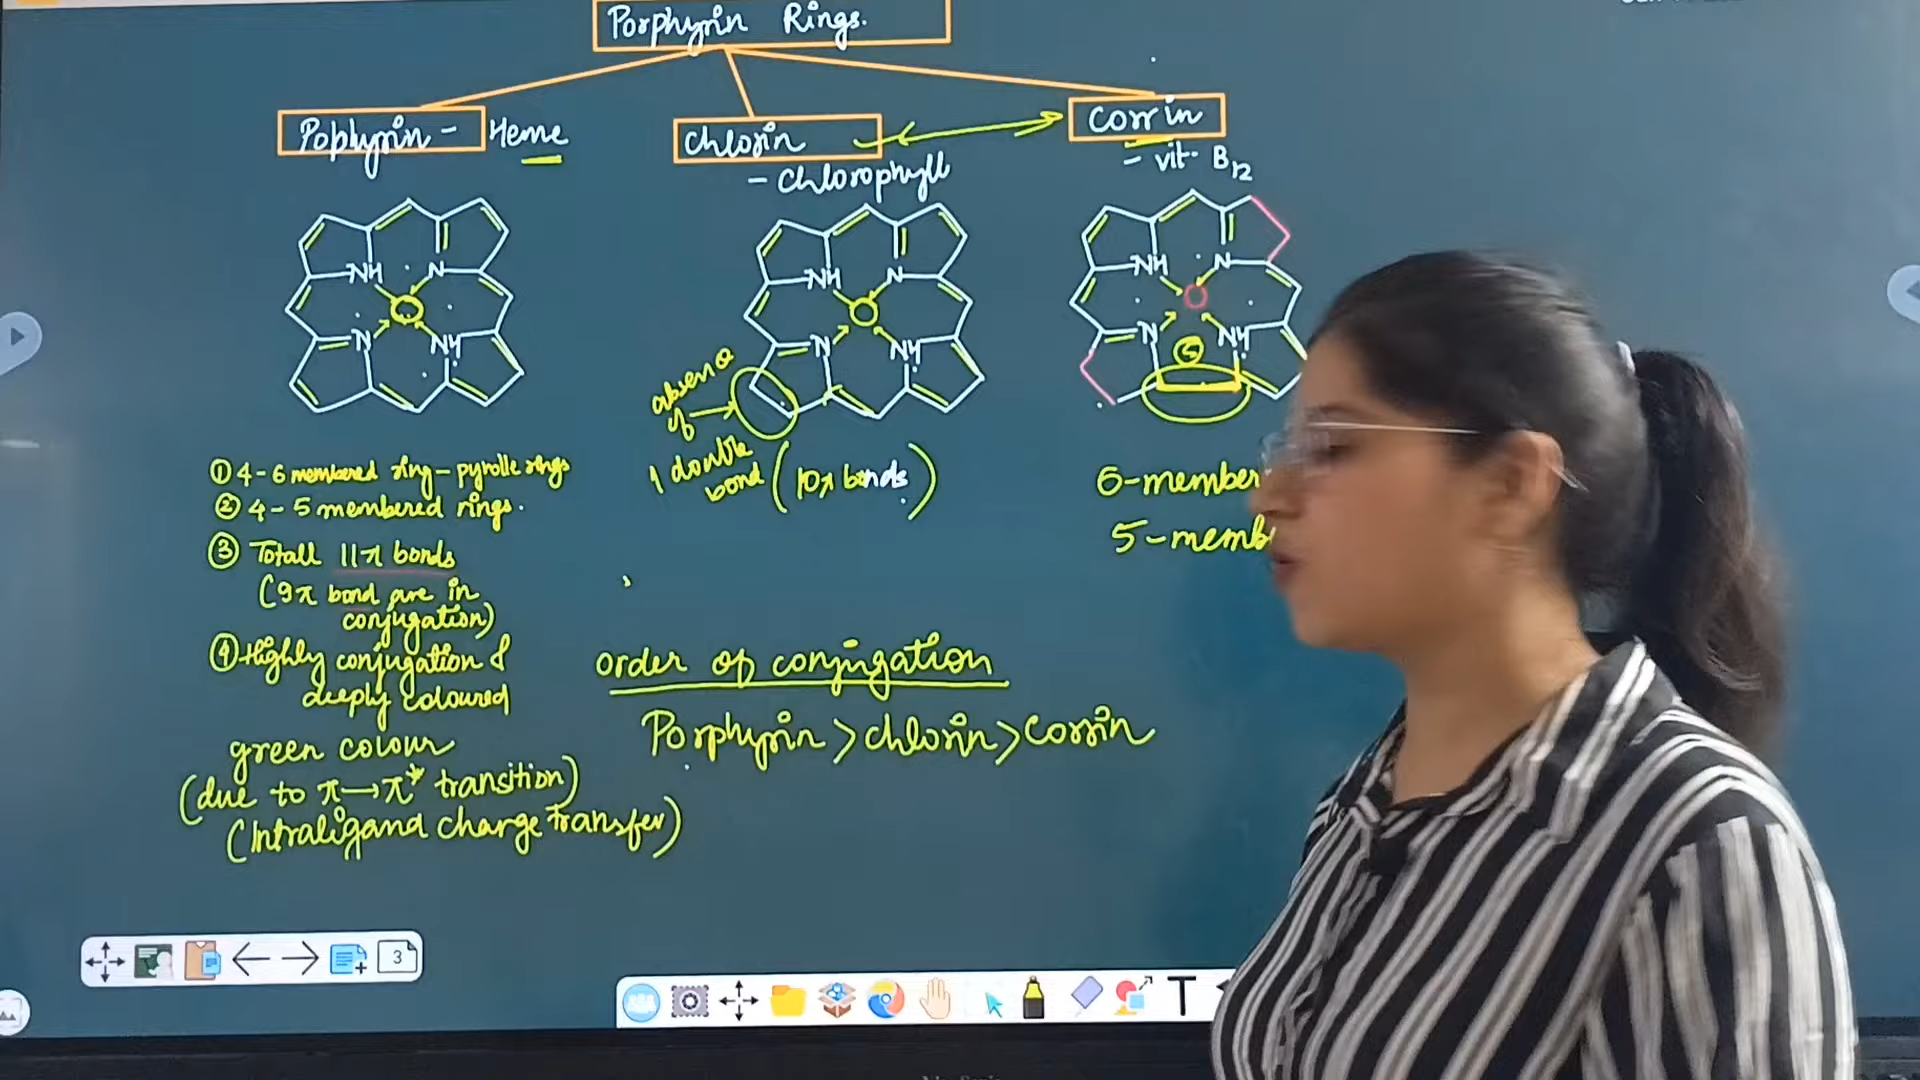 Porphyrin Rings.
Pophyrin - Heme
Chlorin
Corrin
- Chlorophyll
- vit. B12
NH N
N NH
NH N
N NH
NH N
N NH
5
absence
of
1 double
bond
(10π bonds)
① 4-6 membered ring - pyrolle rings
② 4-5 membered rings.
③ Totall 11π bonds
(9π bond are in
conjugation)
④ Highly conjugation &
deeply coloured
green colour
(due to π→π* transition)
(Intraligand charge transfer)
6-member
5-memb
order of conjugation
Porphyrin > chlorin > corrin
3
T